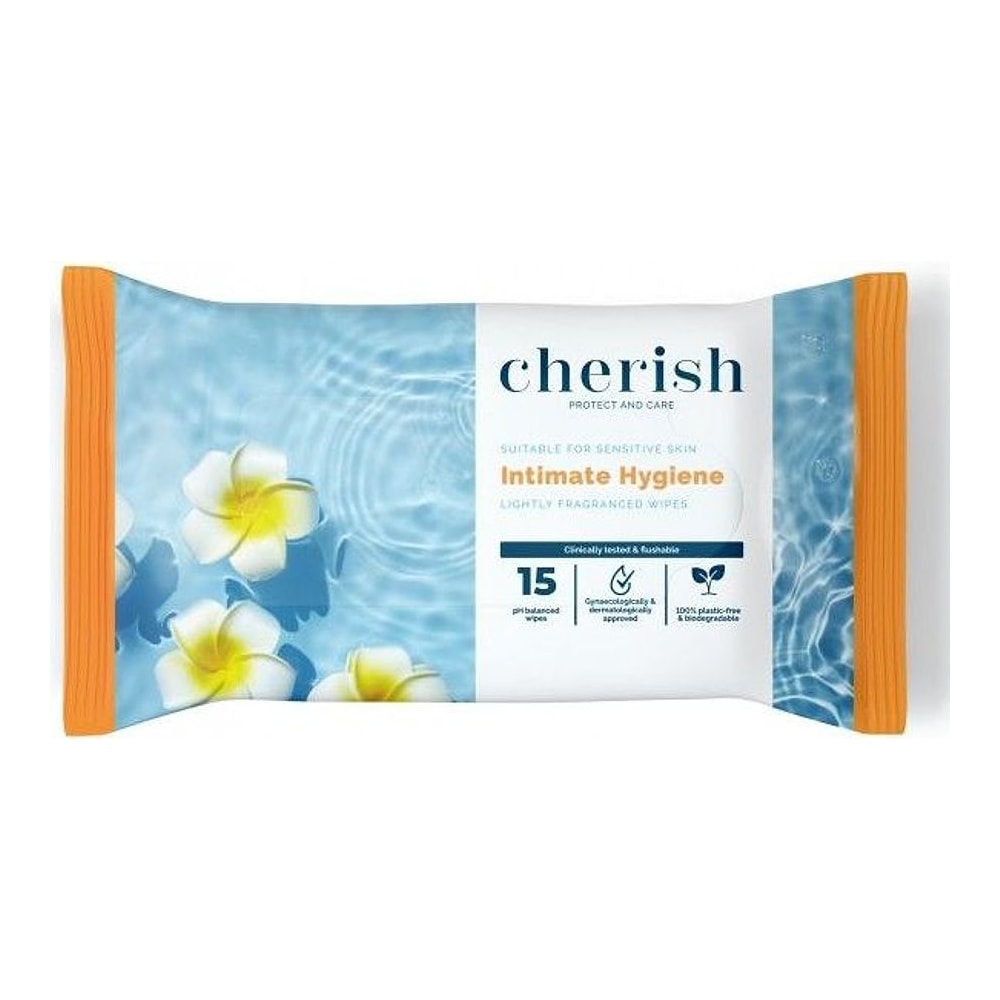 cherish
PROTECT AND CARE
SUITABLE FOR SENSITIVE SKIN
Intimate Hygiene
LIGHTLY FRAGRANCED WIPES
Clinically tested & flushable
15
pH balanced
wipes
Gynaecologically &
dermatologically
approved
100% plastic-free
& biodegradable